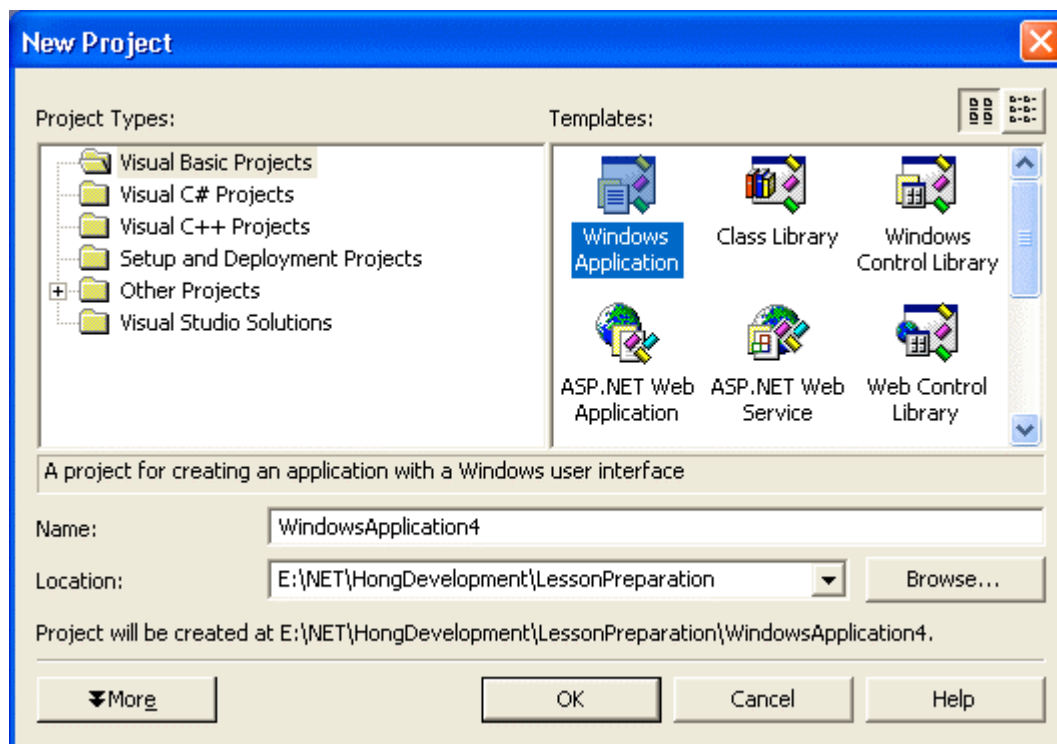 New Project
Project Types:
Templates:
Visual Basic Projects
Visual C# Projects
Visual C++ Projects
Setup and Deployment Projects
Other Projects
Visual Studio Solutions
Windows
Application
Class Library
Windows
Control Library
ASP.NET Web
Application
ASP.NET Web
Service
Web Control
Library
A project for creating an application with a Windows user interface
Name:
WindowsApplication4
Location:
E:\NET\HongDevelopment\LessonPreparation
Browse...
Project will be created at E:\NET\HongDevelopment\LessonPreparation\WindowsApplication4.
More
OK
Cancel
Help